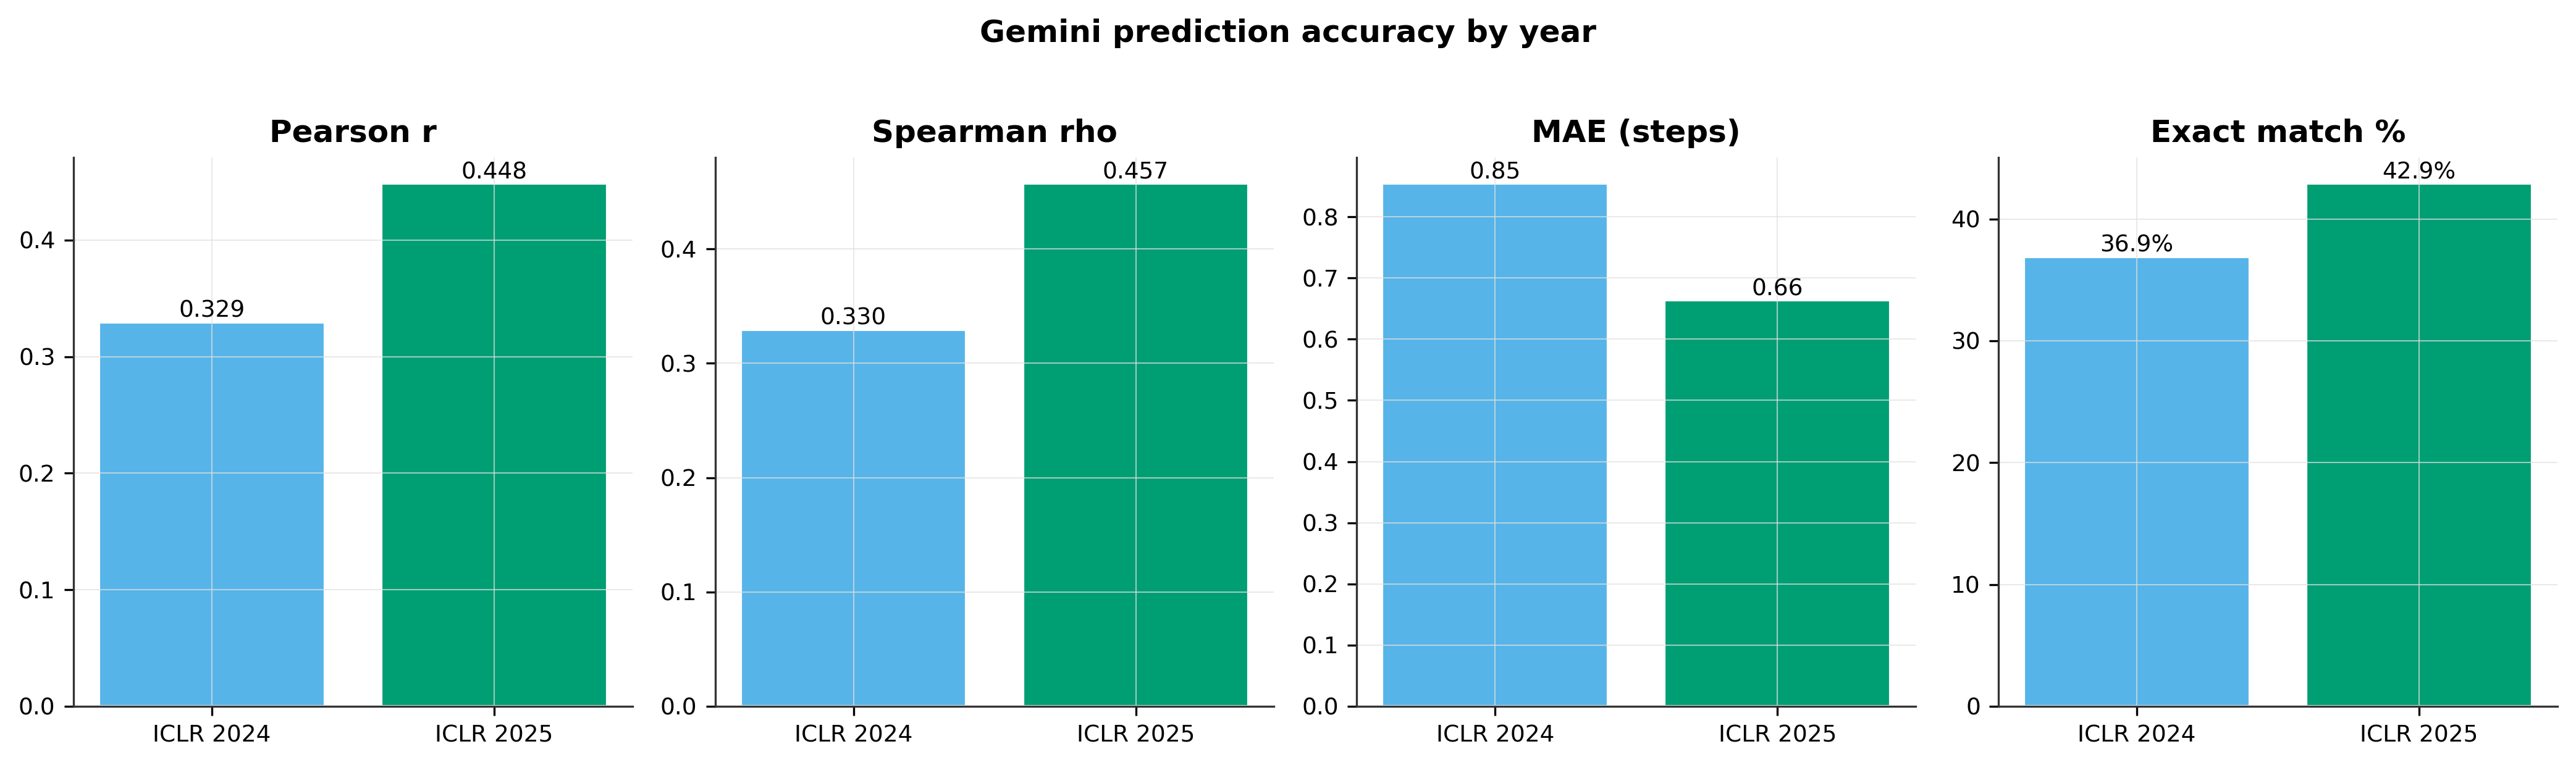 Gemini prediction accuracy by year
Pearson r
0.448
0.329
0.4
0.3
0.2
0.1
0.0
ICLR 2024
ICLR 2025
Spearman rho
0.457
0.330
0.4
0.3
0.2
0.1
0.0
ICLR 2024
ICLR 2025
MAE (steps)
0.85
0.66
0.8
0.7
0.6
0.5
0.4
0.3
0.2
0.1
0.0
ICLR 2024
ICLR 2025
Exact match %
42.9%
36.9%
40
30
20
10
0
ICLR 2024
ICLR 2025